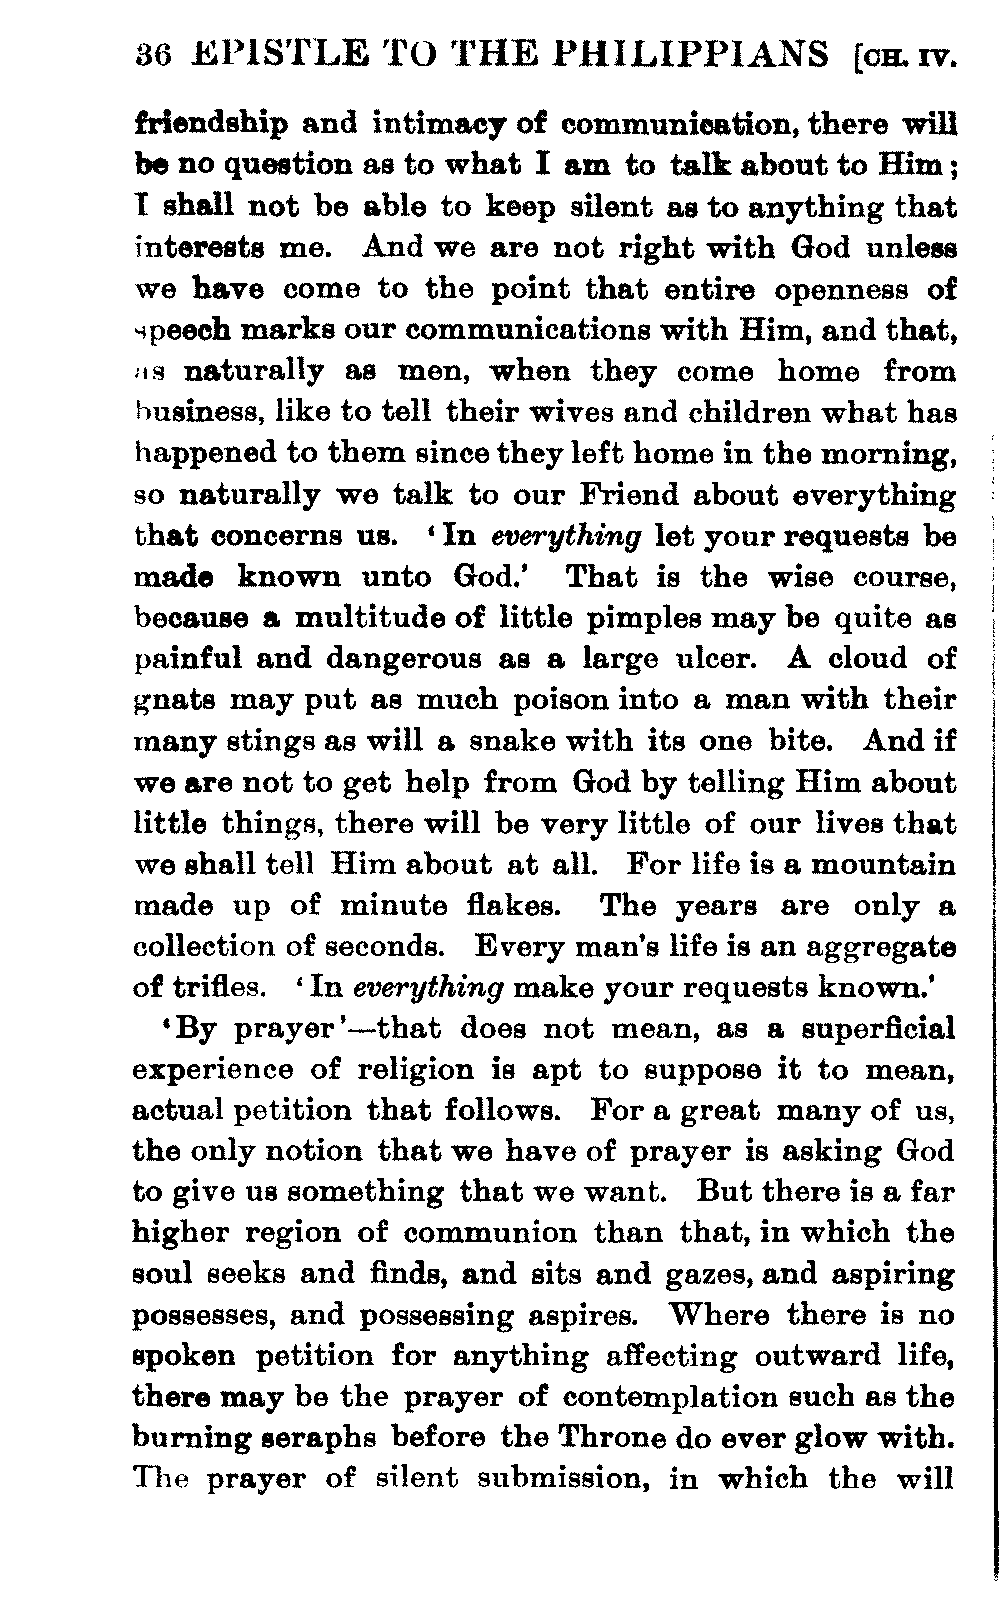 36 EPISTLE TO THE PHILIPPIANS [CH. IV.
friendship and intimacy of communication, there will
be no question as to what I am to talk about to Him;
I shall not be able to keep silent as to anything that
interests me. And we are not right with God unless
we have come to the point that entire openness of
speech marks our communications with Him, and that,
as naturally as men, when they come home from
business, like to tell their wives and children what has
happened to them since they left home in the morning,
so naturally we talk to our Friend about everything
that concerns us. ‘In everything let your requests be
made known unto God.’ That is the wise course,
because a multitude of little pimples may be quite as
painful and dangerous as a large ulcer. A cloud of
gnats may put as much poison into a man with their
many stings as will a snake with its one bite. And if
we are not to get help from God by telling Him about
little things, there will be very little of our lives that
we shall tell Him about at all. For life is a mountain
made up of minute flakes. The years are only a
collection of seconds. Every man’s life is an aggregate
of trifles. ‘In everything make your requests known.’
‘By prayer’—that does not mean, as a superficial
experience of religion is apt to suppose it to mean,
actual petition that follows. For a great many of us,
the only notion that we have of prayer is asking God
to give us something that we want. But there is a far
higher region of communion than that, in which the
soul seeks and finds, and sits and gazes, and aspiring
possesses, and possessing aspires. Where there is no
spoken petition for anything affecting outward life,
there may be the prayer of contemplation such as the
burning seraphs before the Throne do ever glow with.
The prayer of silent submission, in which the will